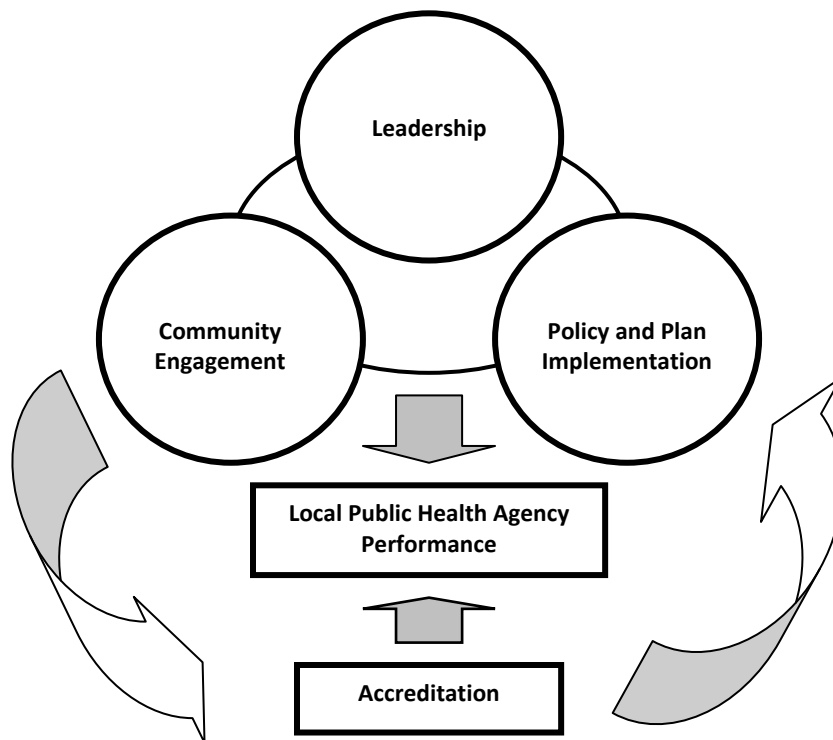 Leadership
Community
Engagement
Policy and Plan
Implementation
Local Public Health Agency
Performance
Accreditation